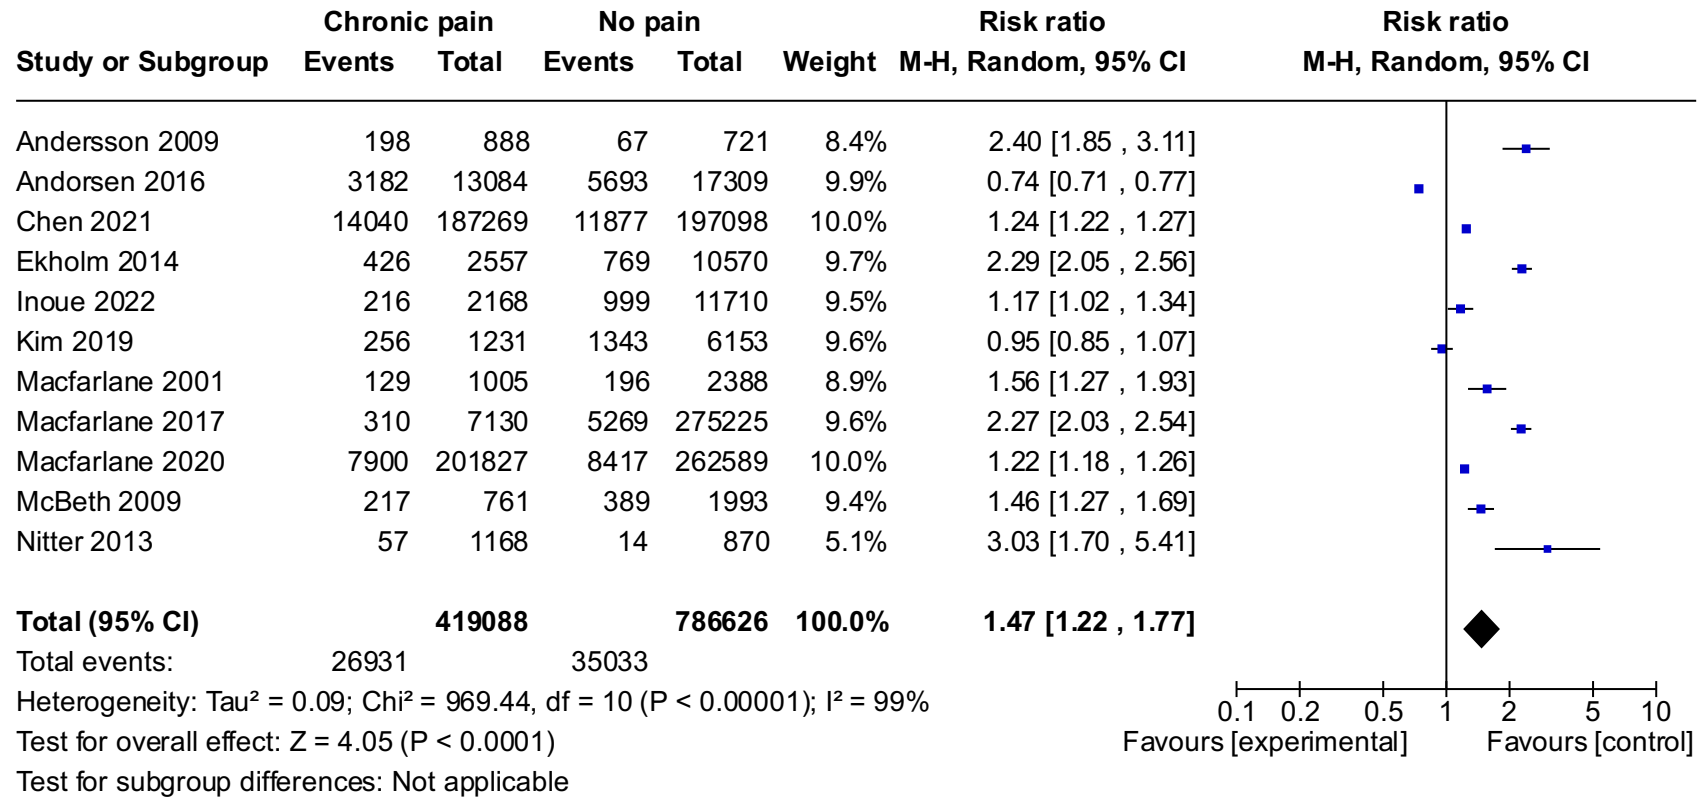 Chronic pain No pain Risk ratio Risk ratio
Study or Subgroup Events Total Events Total Weight M-H, Random, 95% CI M-H, Random, 95% CI
Andersson 2009 198 888 67 721 8.4% 2.40 [1.85 , 3.11]
Andorsen 2016 3182 13084 5693 17309 9.9% 0.74 [0.71 , 0.77]
Chen 2021 14040 187269 11877 197098 10.0% 1.24 [1.22 , 1.27]
Ekholm 2014 426 2557 769 10570 9.7% 2.29 [2.05 , 2.56]
Inoue 2022 216 2168 999 11710 9.5% 1.17 [1.02 , 1.34]
Kim 2019 256 1231 1343 6153 9.6% 0.95 [0.85 , 1.07]
Macfarlane 2001 129 1005 196 2388 8.9% 1.56 [1.27 , 1.93]
Macfarlane 2017 310 7130 5269 275225 9.6% 2.27 [2.03 , 2.54]
Macfarlane 2020 7900 201827 8417 262589 10.0% 1.22 [1.18 , 1.26]
McBeth 2009 217 761 389 1993 9.4% 1.46 [1.27 , 1.69]
Nitter 2013 57 1168 14 870 5.1% 3.03 [1.70 , 5.41]
Total (95% CI) 419088 786626 100.0% 1.47 [1.22 , 1.77]
Total events: 26931 35033
Heterogeneity: Tau² = 0.09; Chi² = 969.44, df = 10 (P < 0.00001); I² = 99%
0.1 0.2 0.5 1 2 5 10
Test for overall effect: Z = 4.05 (P < 0.0001)
Favours [experimental] Favours [control]
Test for subgroup differences: Not applicable